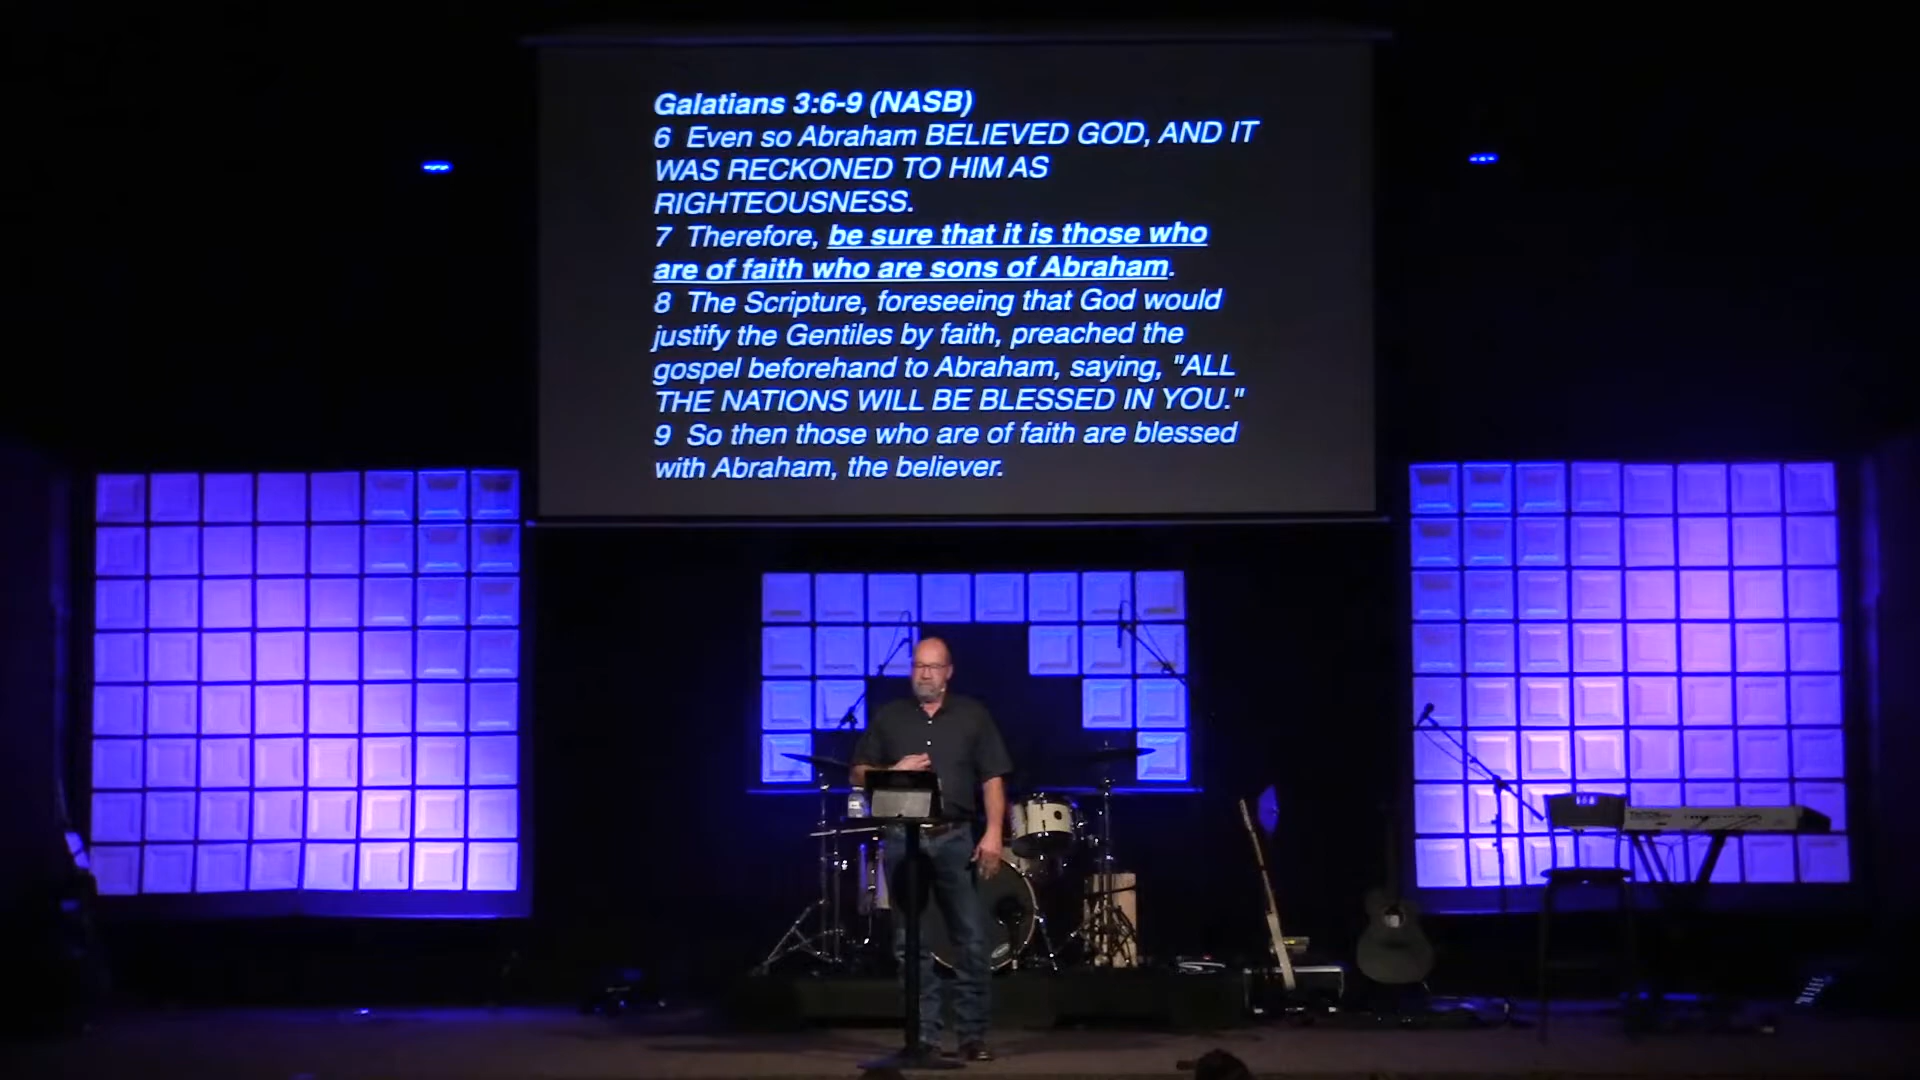 Galatians 3:6-9 (NASB)
6 Even so Abraham BELIEVED GOD, AND IT
WAS RECKONED TO HIM AS
RIGHTEOUSNESS.
7 Therefore, be sure that it is those who
are of faith who are sons of Abraham.
8 The Scripture, foreseeing that God would
justify the Gentiles by faith, preached the
gospel beforehand to Abraham, saying, "ALL
THE NATIONS WILL BE BLESSED IN YOU."
9 So then those who are of faith are blessed
with Abraham, the believer.